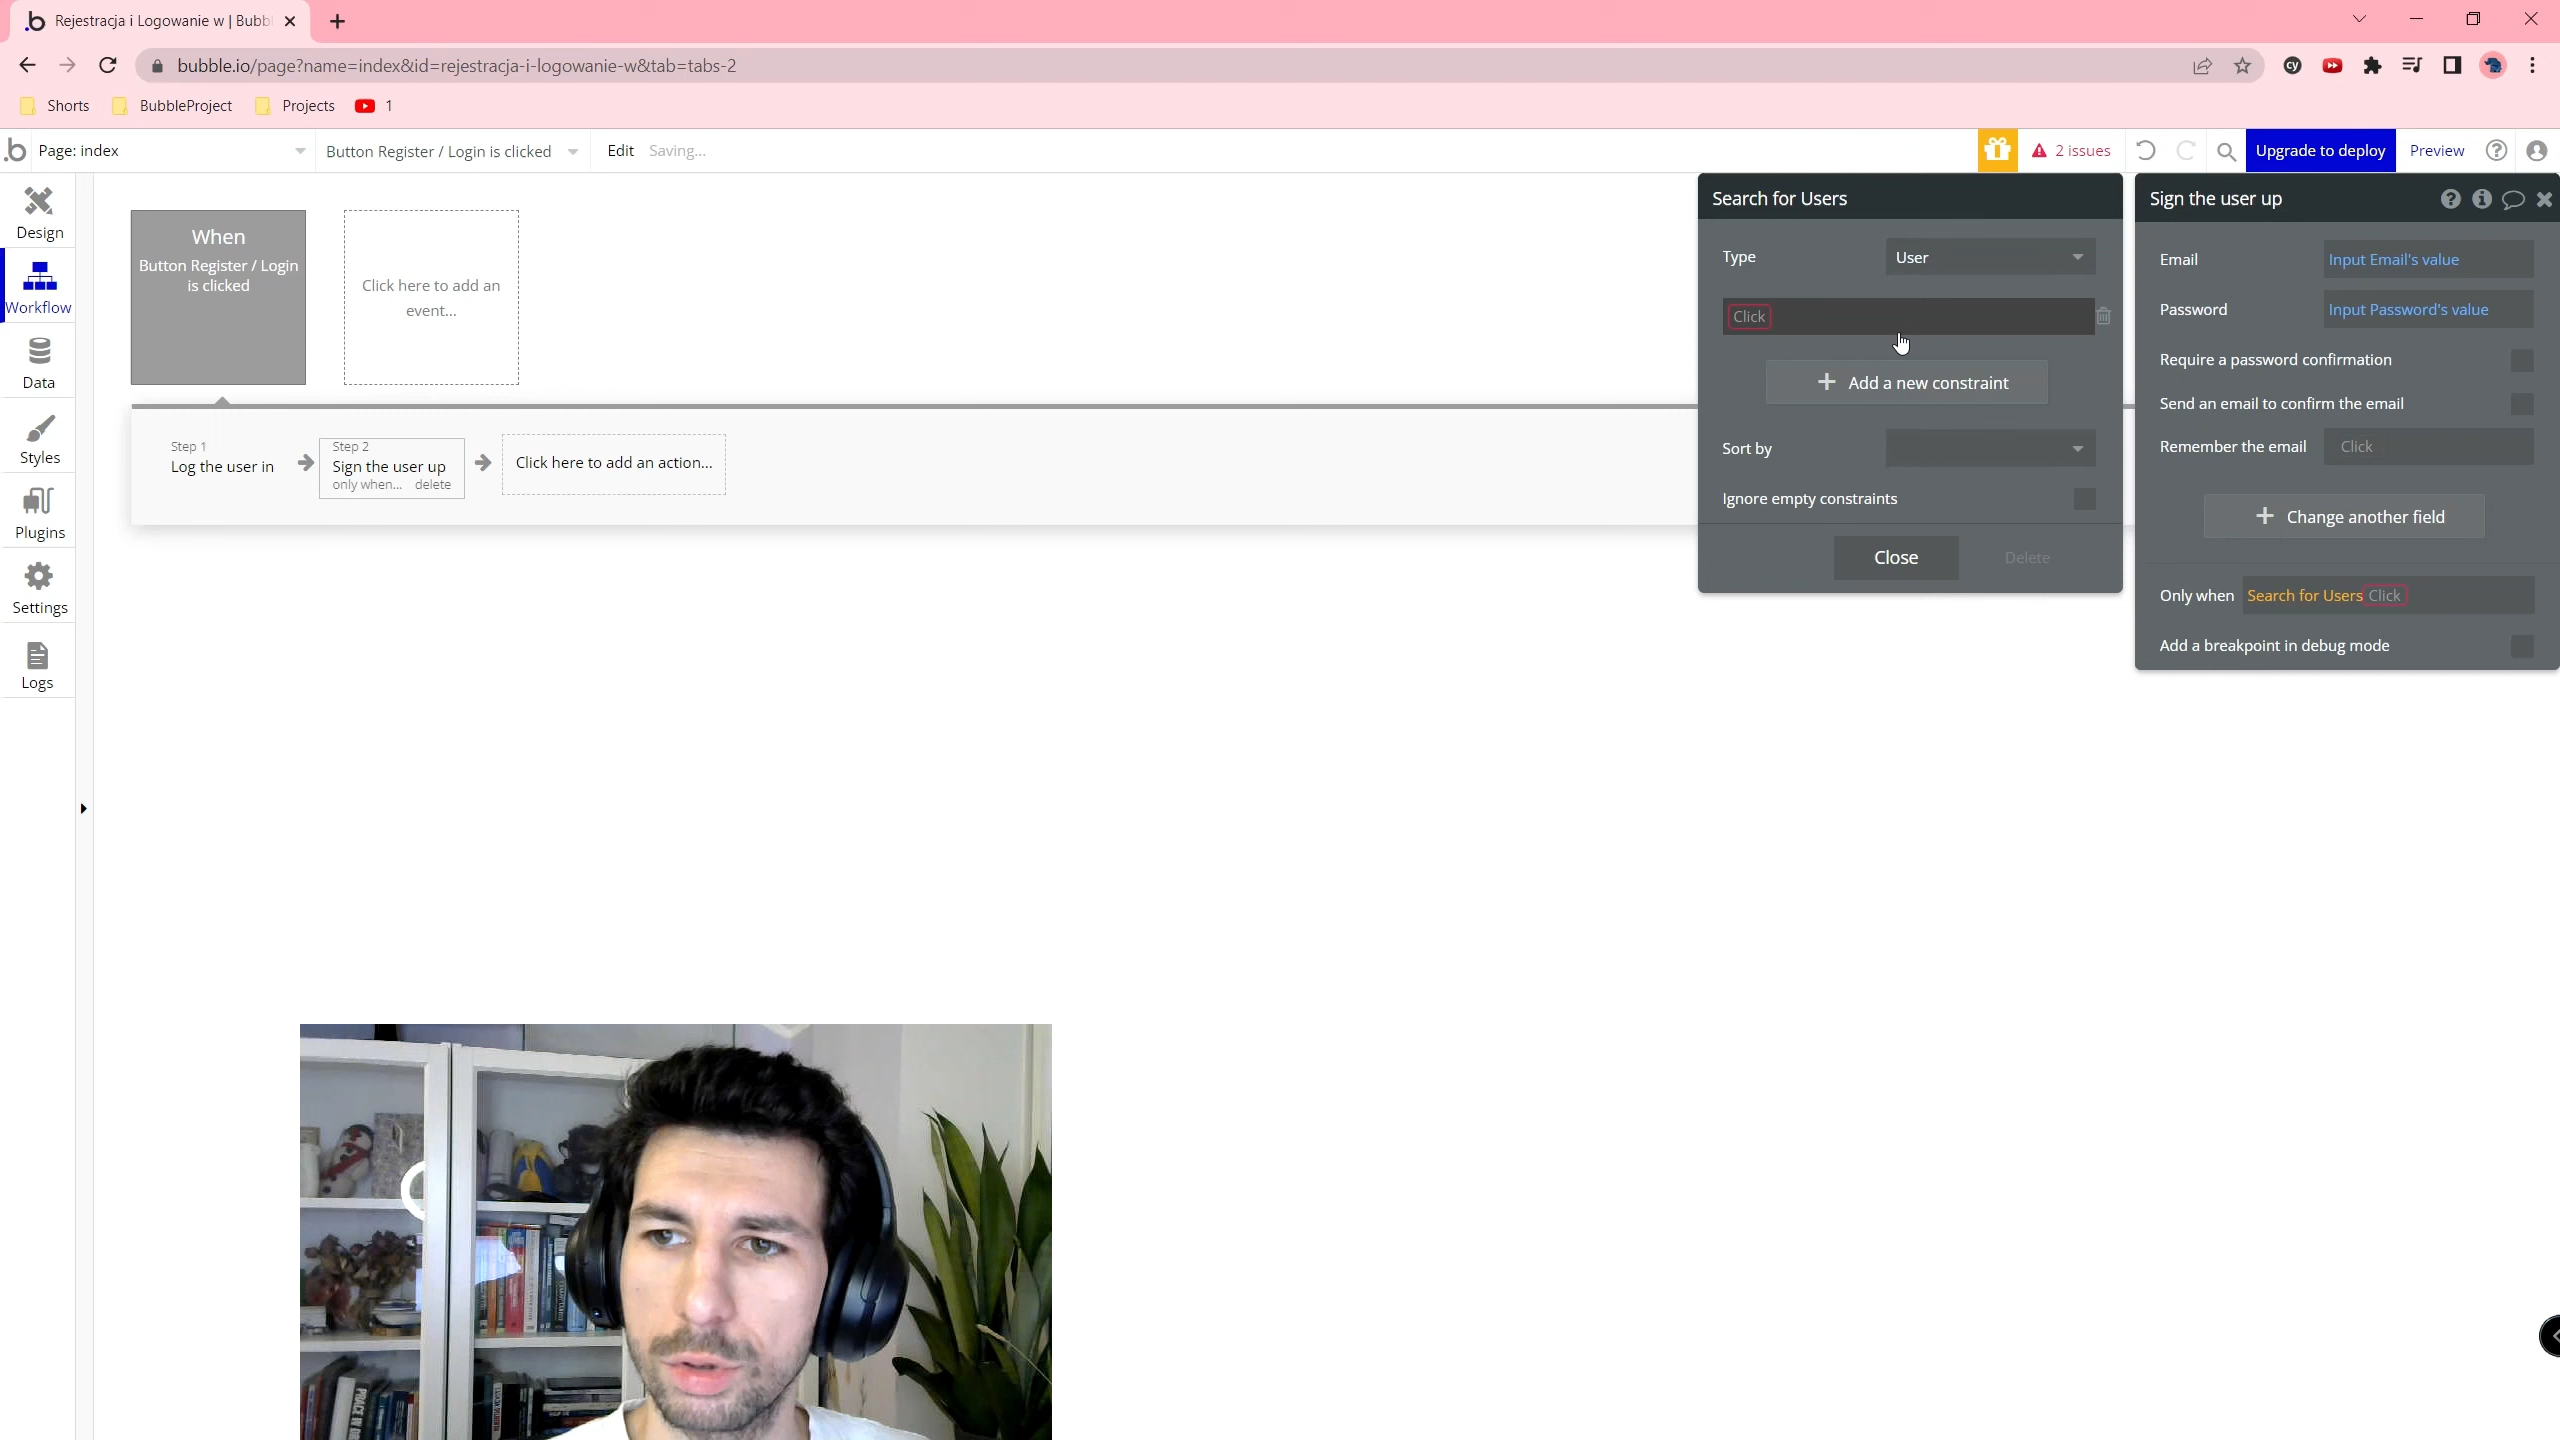 Rejestracja i Logowanie w | Bubbl
bubble.io/page?name=index&id=rejestracja-i-logowanie-w&tab=tabs-2
Shorts
BubbleProject
Projects
1
Page: index
Button Register / Login is clicked
Edit
Saving...
2 issues
Upgrade to deploy
Preview
Design
Workflow
Data
Styles
Plugins
Settings
Logs
When
Button Register / Login
is clicked
Click here to add an
event...
Step 1
Log the user in
Step 2
Sign the user up
only when... delete
Click here to add an action...
Search for Users
Type
User
Click
Add a new constraint
Sort by
Ignore empty constraints
Close
Delete
Sign the user up
Email
Input Email's value
Password
Input Password's value
Require a password confirmation
Send an email to confirm the email
Remember the email
Click
Change another field
Only when
Search for Users Click
Add a breakpoint in debug mode